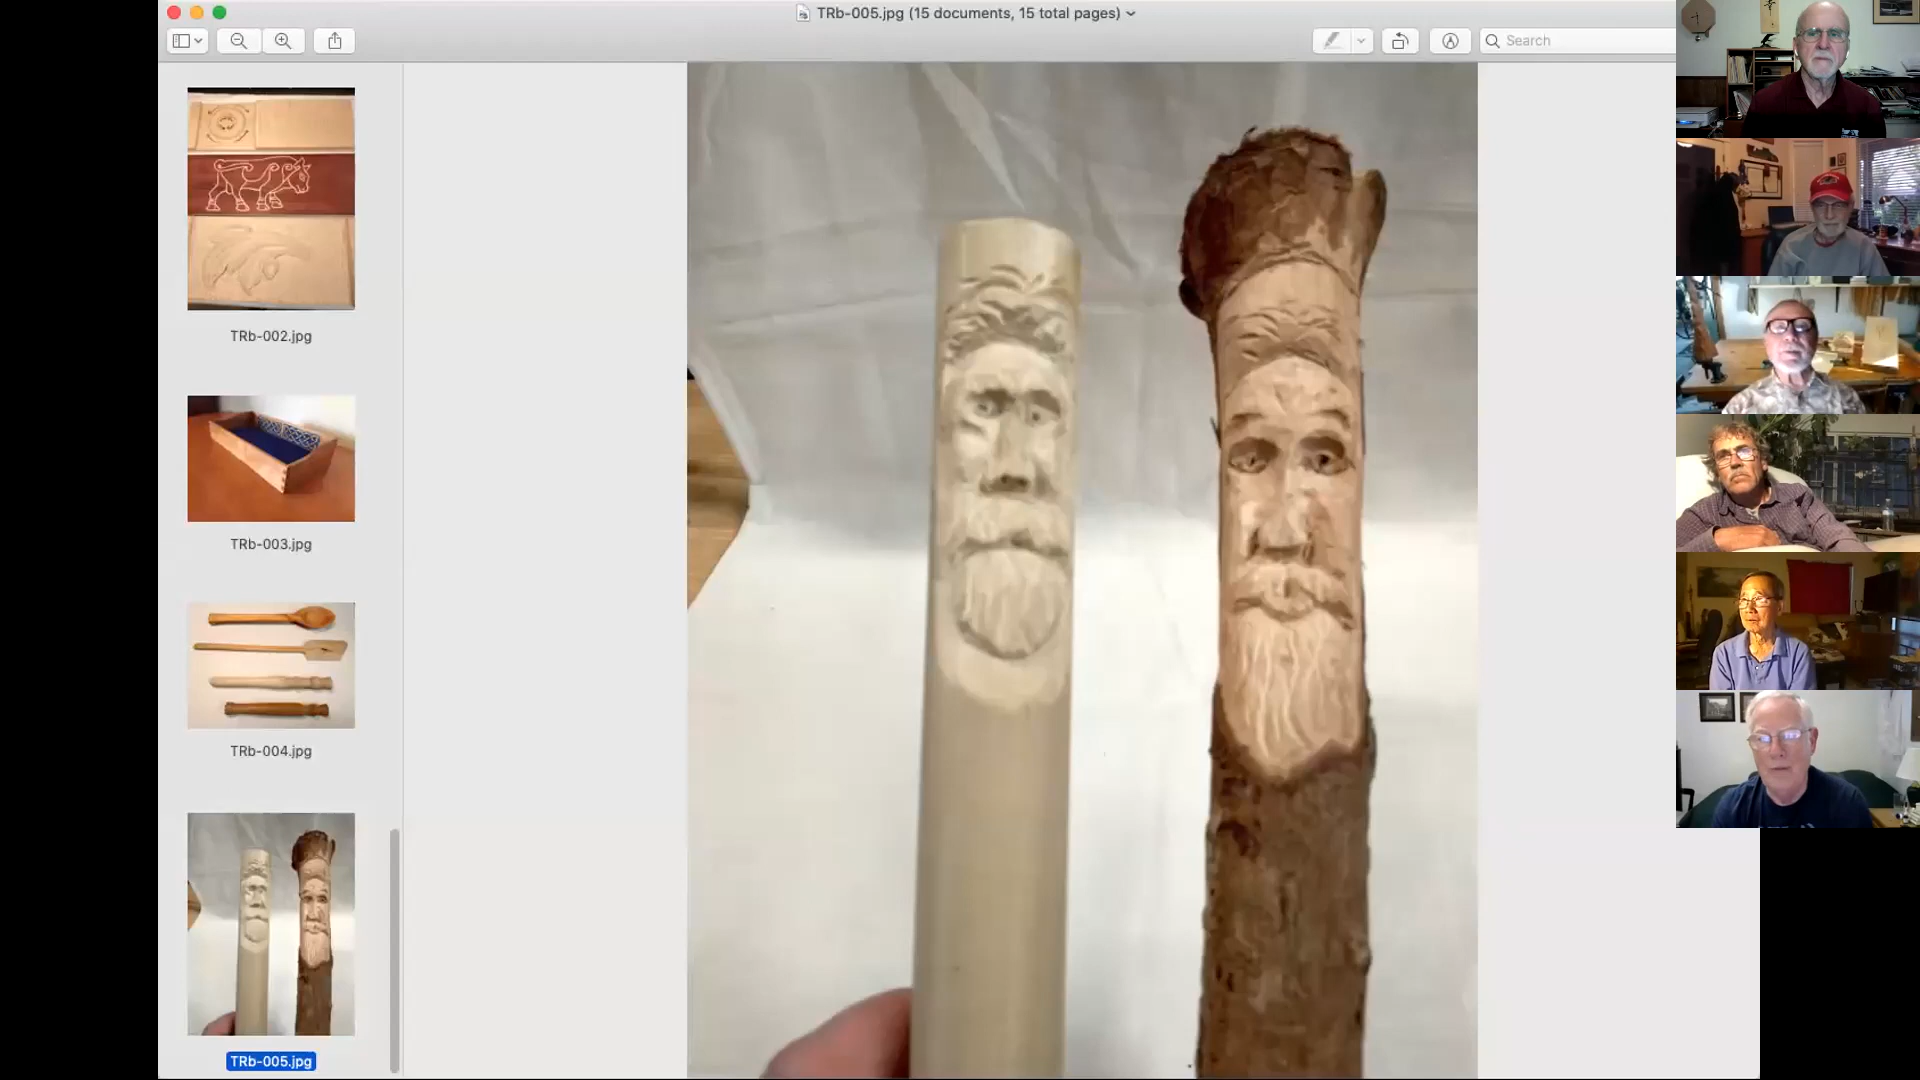 TRb-005.jpg (15 documents, 15 total pages)
Search
TRb-002.jpg
TRb-003.jpg
TRb-004.jpg
TRb-005.jpg